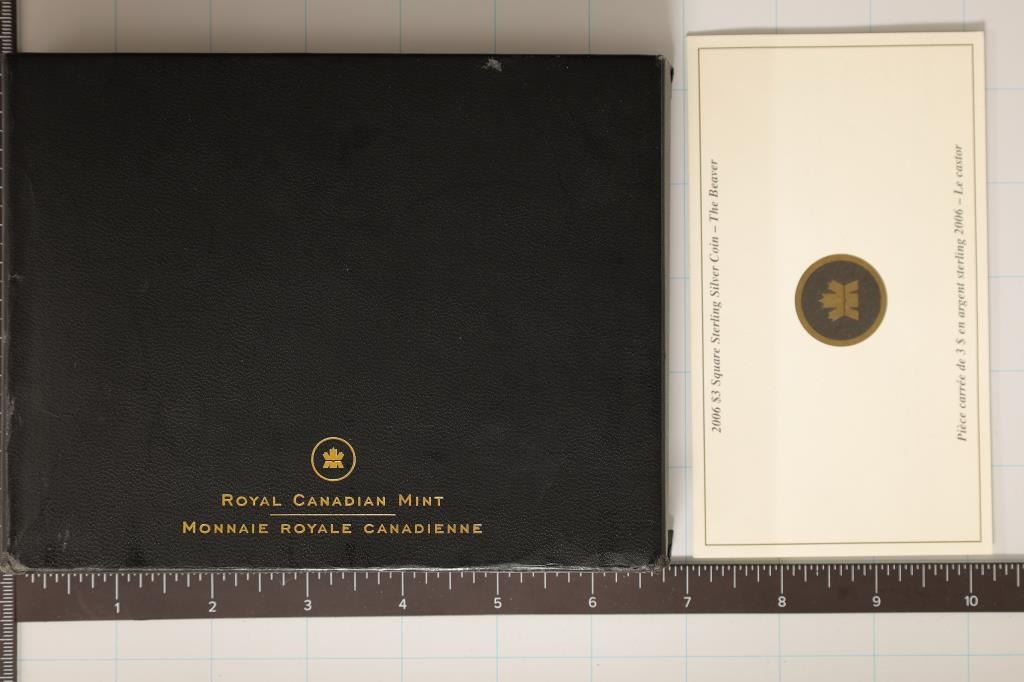 ROYAL CANADIAN MINT
MONNAIE ROYALE CANADIENNE
2006 $3 Square Sterling Silver Coin – The Beaver
Pièce carrée de 3 $ en argent sterling 2006 – Le castor
1 2 3 4 5 6 7 8 9 10